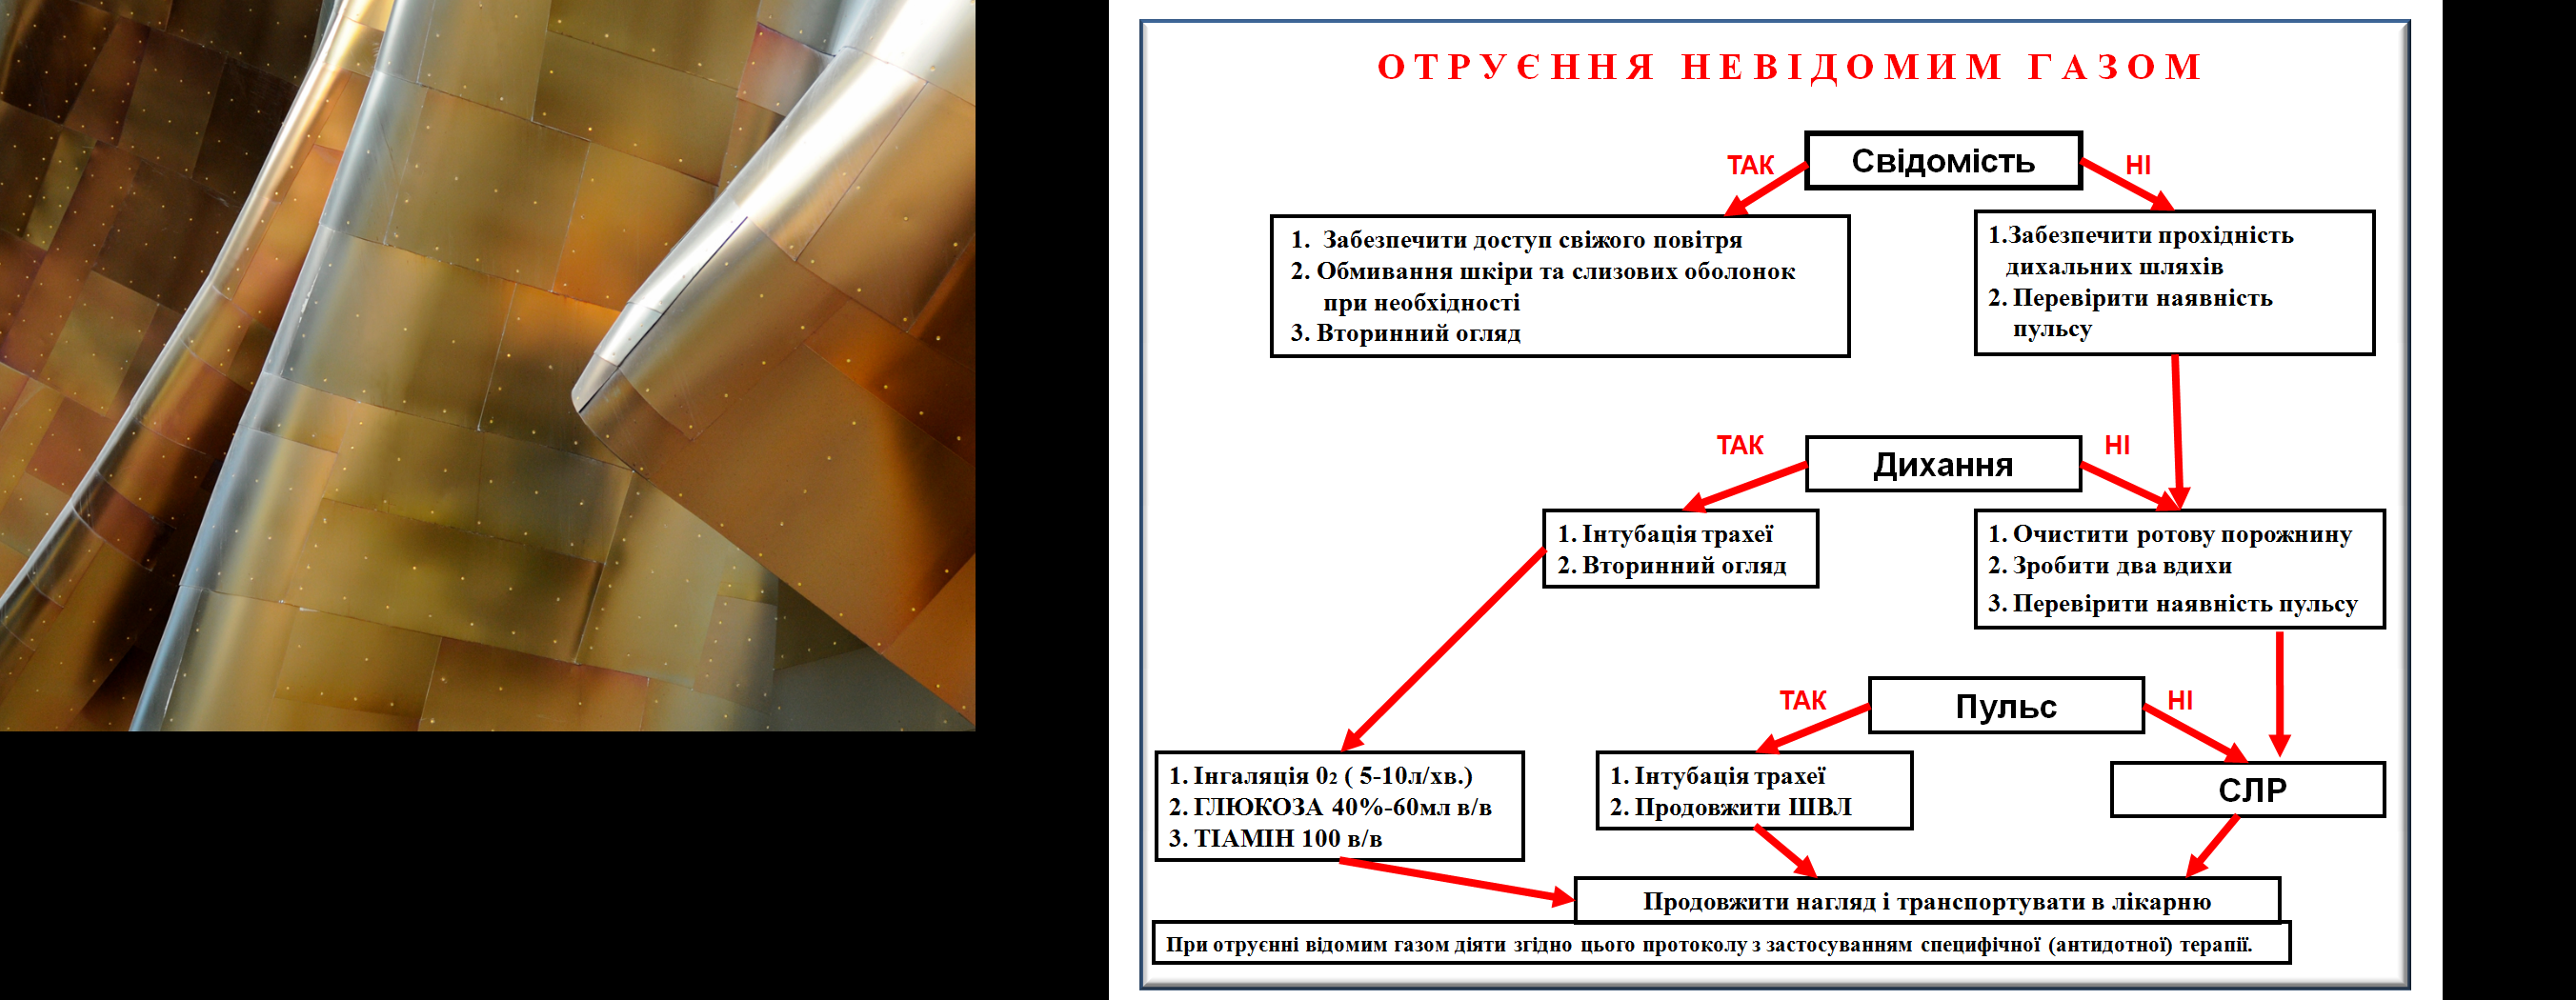 ОТРУЄННЯ НЕВІДОМИМ ГАЗОМ
Свідомість
ТАК
НІ
1. Забезпечити доступ свіжого повітря
2. Обмивання шкіри та слизових оболонок
при необхідності
3. Вторинний огляд
1.Забезпечити прохідність
дихальних шляхів
2. Перевірити наявність
пульсу
Дихання
ТАК
НІ
1. Інтубація трахеї
2. Вторинний огляд
1. Очистити ротову порожнину
2. Зробити два вдихи
3. Перевірити наявність пульсу
Пульс
ТАК
НІ
1. Інгаляція 02 ( 5-10л/хв.)
2. ГЛЮКОЗА 40%-60мл в/в
3. ТІАМІН 100 в/в
1. Інтубація трахеї
2. Продовжити ШВЛ
СЛР
Продовжити нагляд і транспортувати в лікарню
При отруєнні відомим газом діяти згідно цього протоколу з застосуванням специфічної (антидотної) терапії.